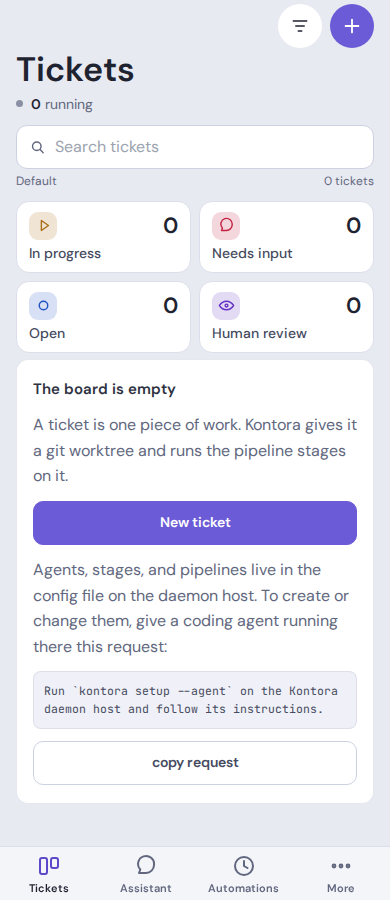 Tickets
0 running
Search tickets
Default
0 tickets
0
In progress
0
Needs input
0
Open
0
Human review
The board is empty
A ticket is one piece of work. Kontora gives it
a git worktree and runs the pipeline stages
on it.
New ticket
Agents, stages, and pipelines live in the
config file on the daemon host. To create or
change them, give a coding agent running
there this request:
Run `kontora setup --agent` on the Kontora
daemon host and follow its instructions.
copy request
Tickets
Assistant
Automations
More